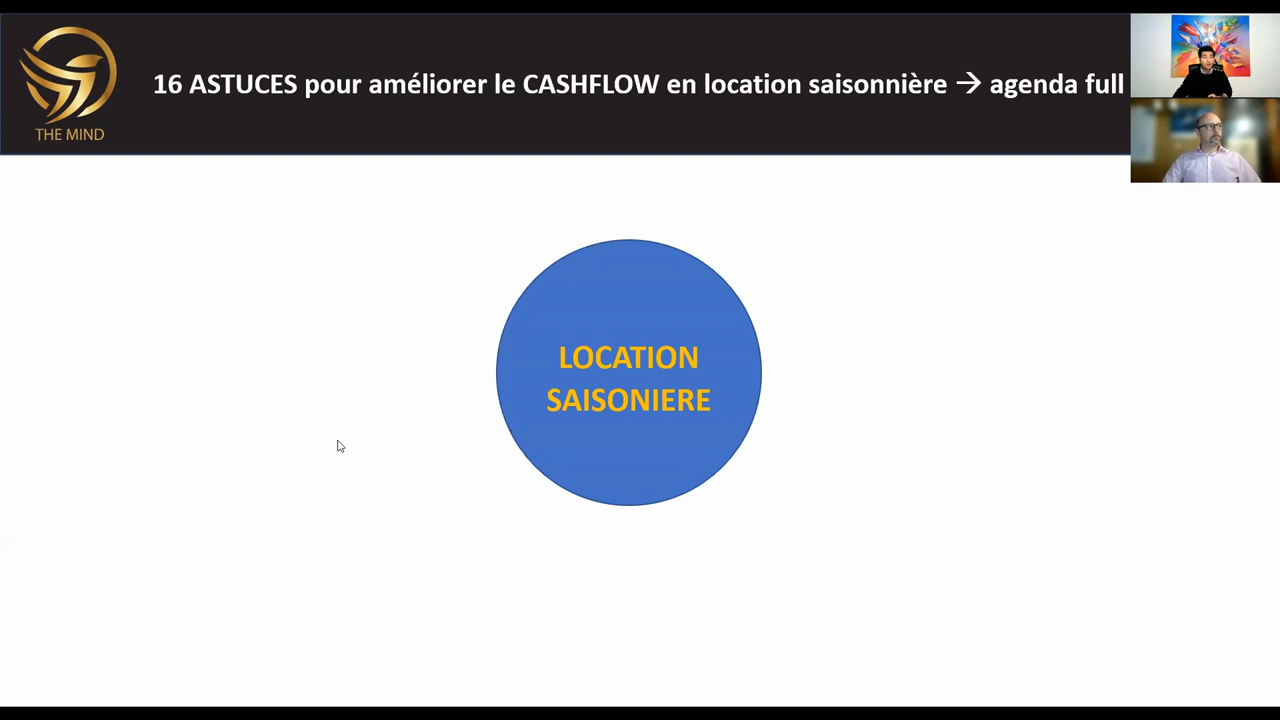 16 ASTUCES pour améliorer le CASHFLOW en location saisonnière → agenda full
THE MIND
LOCATION
SAISONIERE